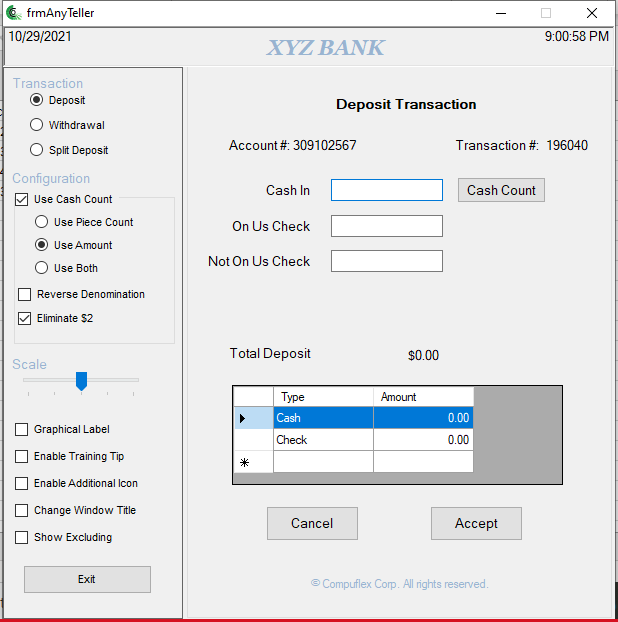 frmAnyTeller
10/29/2021
XYZ BANK
9:00:58 PM
Transaction
Deposit
Withdrawal
Split Deposit
Configuration
Use Cash Count
Use Piece Count
Use Amount
Use Both
Reverse Denomination
Eliminate $2
Scale
Graphical Label
Enable Training Tip
Enable Additional Icon
Change Window Title
Show Excluding
Exit
Deposit Transaction
Account #: 309102567 Transaction #: 196040
Cash In Cash Count
On Us Check
Not On Us Check
Total Deposit $0.00
Type Amount
Cash 0.00
Check 0.00
Cancel Accept
© Compuflex Corp. All rights reserved.